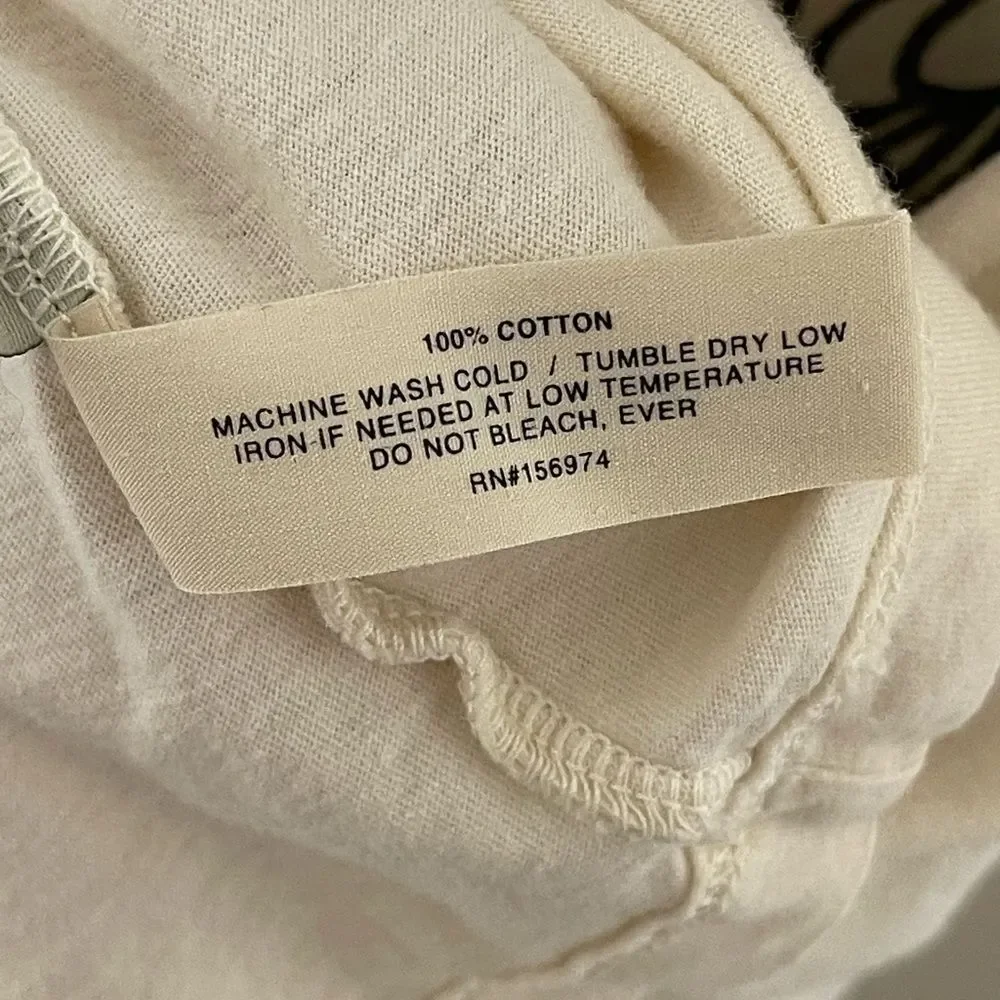 100% COTTON
MACHINE WASH COLD / TUMBLE DRY LOW
IRON-IF NEEDED AT LOW TEMPERATURE
DO NOT BLEACH, EVER
RN#156974